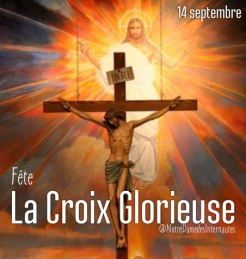 14 septembre
INRI
Fête
La Croix Glorieuse
@NotreDamedesInternautes